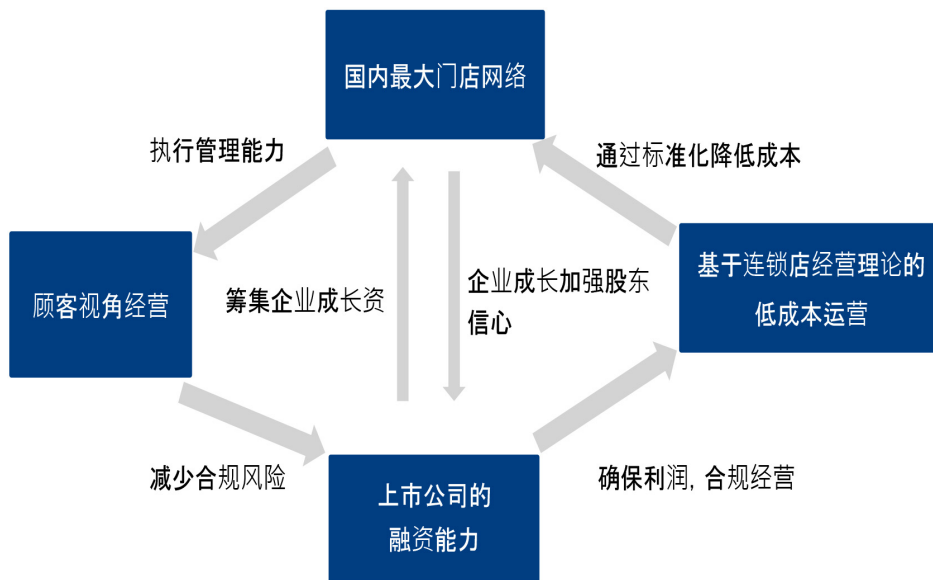 国内最大门店网络
执行管理能力
通过标准化降低成本
顾客视角经营
筹集企业成长资
企业成长加强股东
信心
基于连锁店经营理论的
低成本运营
减少合规风险
上市公司的
融资能力
确保利润, 合规经营